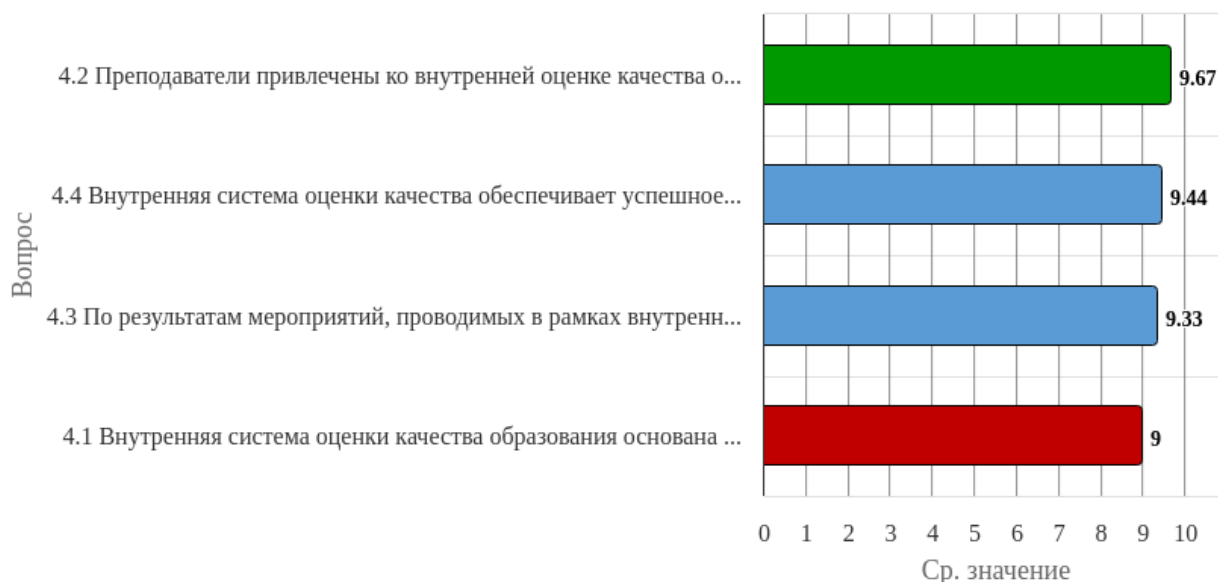 4.2 Преподаватели привлечены ко внутренней оценке качества о...
9.67
4.4 Внутренняя система оценки качества обеспечивает успешное...
9.44
Вопрос
4.3 По результатам мероприятий, проводимых в рамках внутренн...
9.33
4.1 Внутренняя система оценки качества образования основана ...
9
0 1 2 3 4 5 6 7 8 9 10
Ср. значение